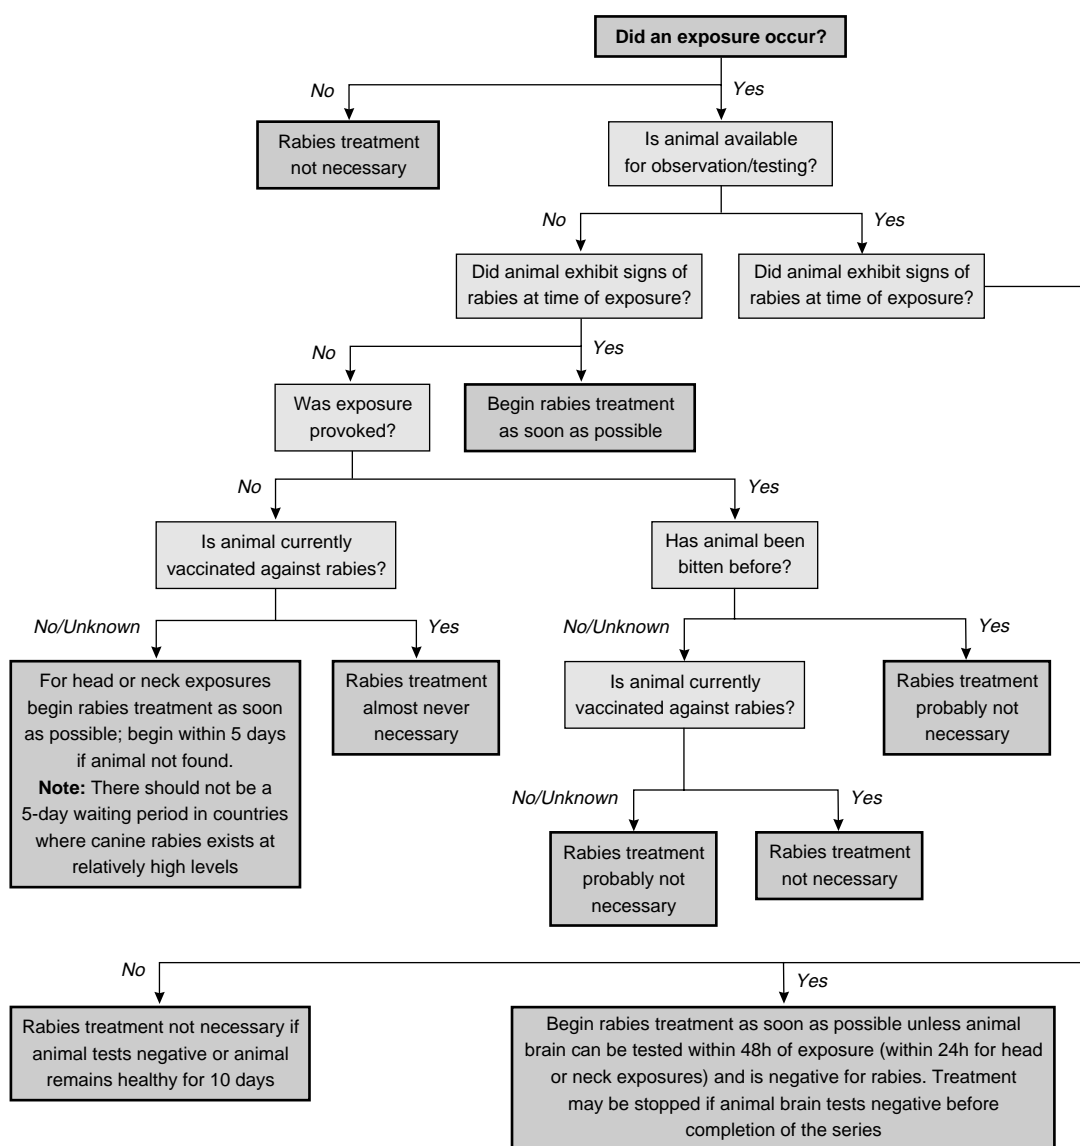 Did an exposure occur?
No
Yes
Rabies treatment
not necessary
Is animal available
for observation/testing?
No
Yes
Did animal exhibit signs of
rabies at time of exposure?
Did animal exhibit signs of
rabies at time of exposure?
No
Yes
Was exposure
provoked?
Begin rabies treatment
as soon as possible
No
Yes
Is animal currently
vaccinated against rabies?
Has animal been
bitten before?
No/Unknown
Yes
No/Unknown
Yes
For head or neck exposures
begin rabies treatment as soon
as possible; begin within 5 days
if animal not found.
Note: There should not be a
5-day waiting period in countries
where canine rabies exists at
relatively high levels
Rabies treatment
almost never
necessary
Is animal currently
vaccinated against rabies?
Rabies treatment
probably not
necessary
No/Unknown
Yes
Rabies treatment
probably not
necessary
Rabies treatment
not necessary
No
Yes
Rabies treatment not necessary if
animal tests negative or animal
remains healthy for 10 days
Begin rabies treatment as soon as possible unless animal
brain can be tested within 48h of exposure (within 24h for head
or neck exposures) and is negative for rabies. Treatment
may be stopped if animal brain tests negative before
completion of the series